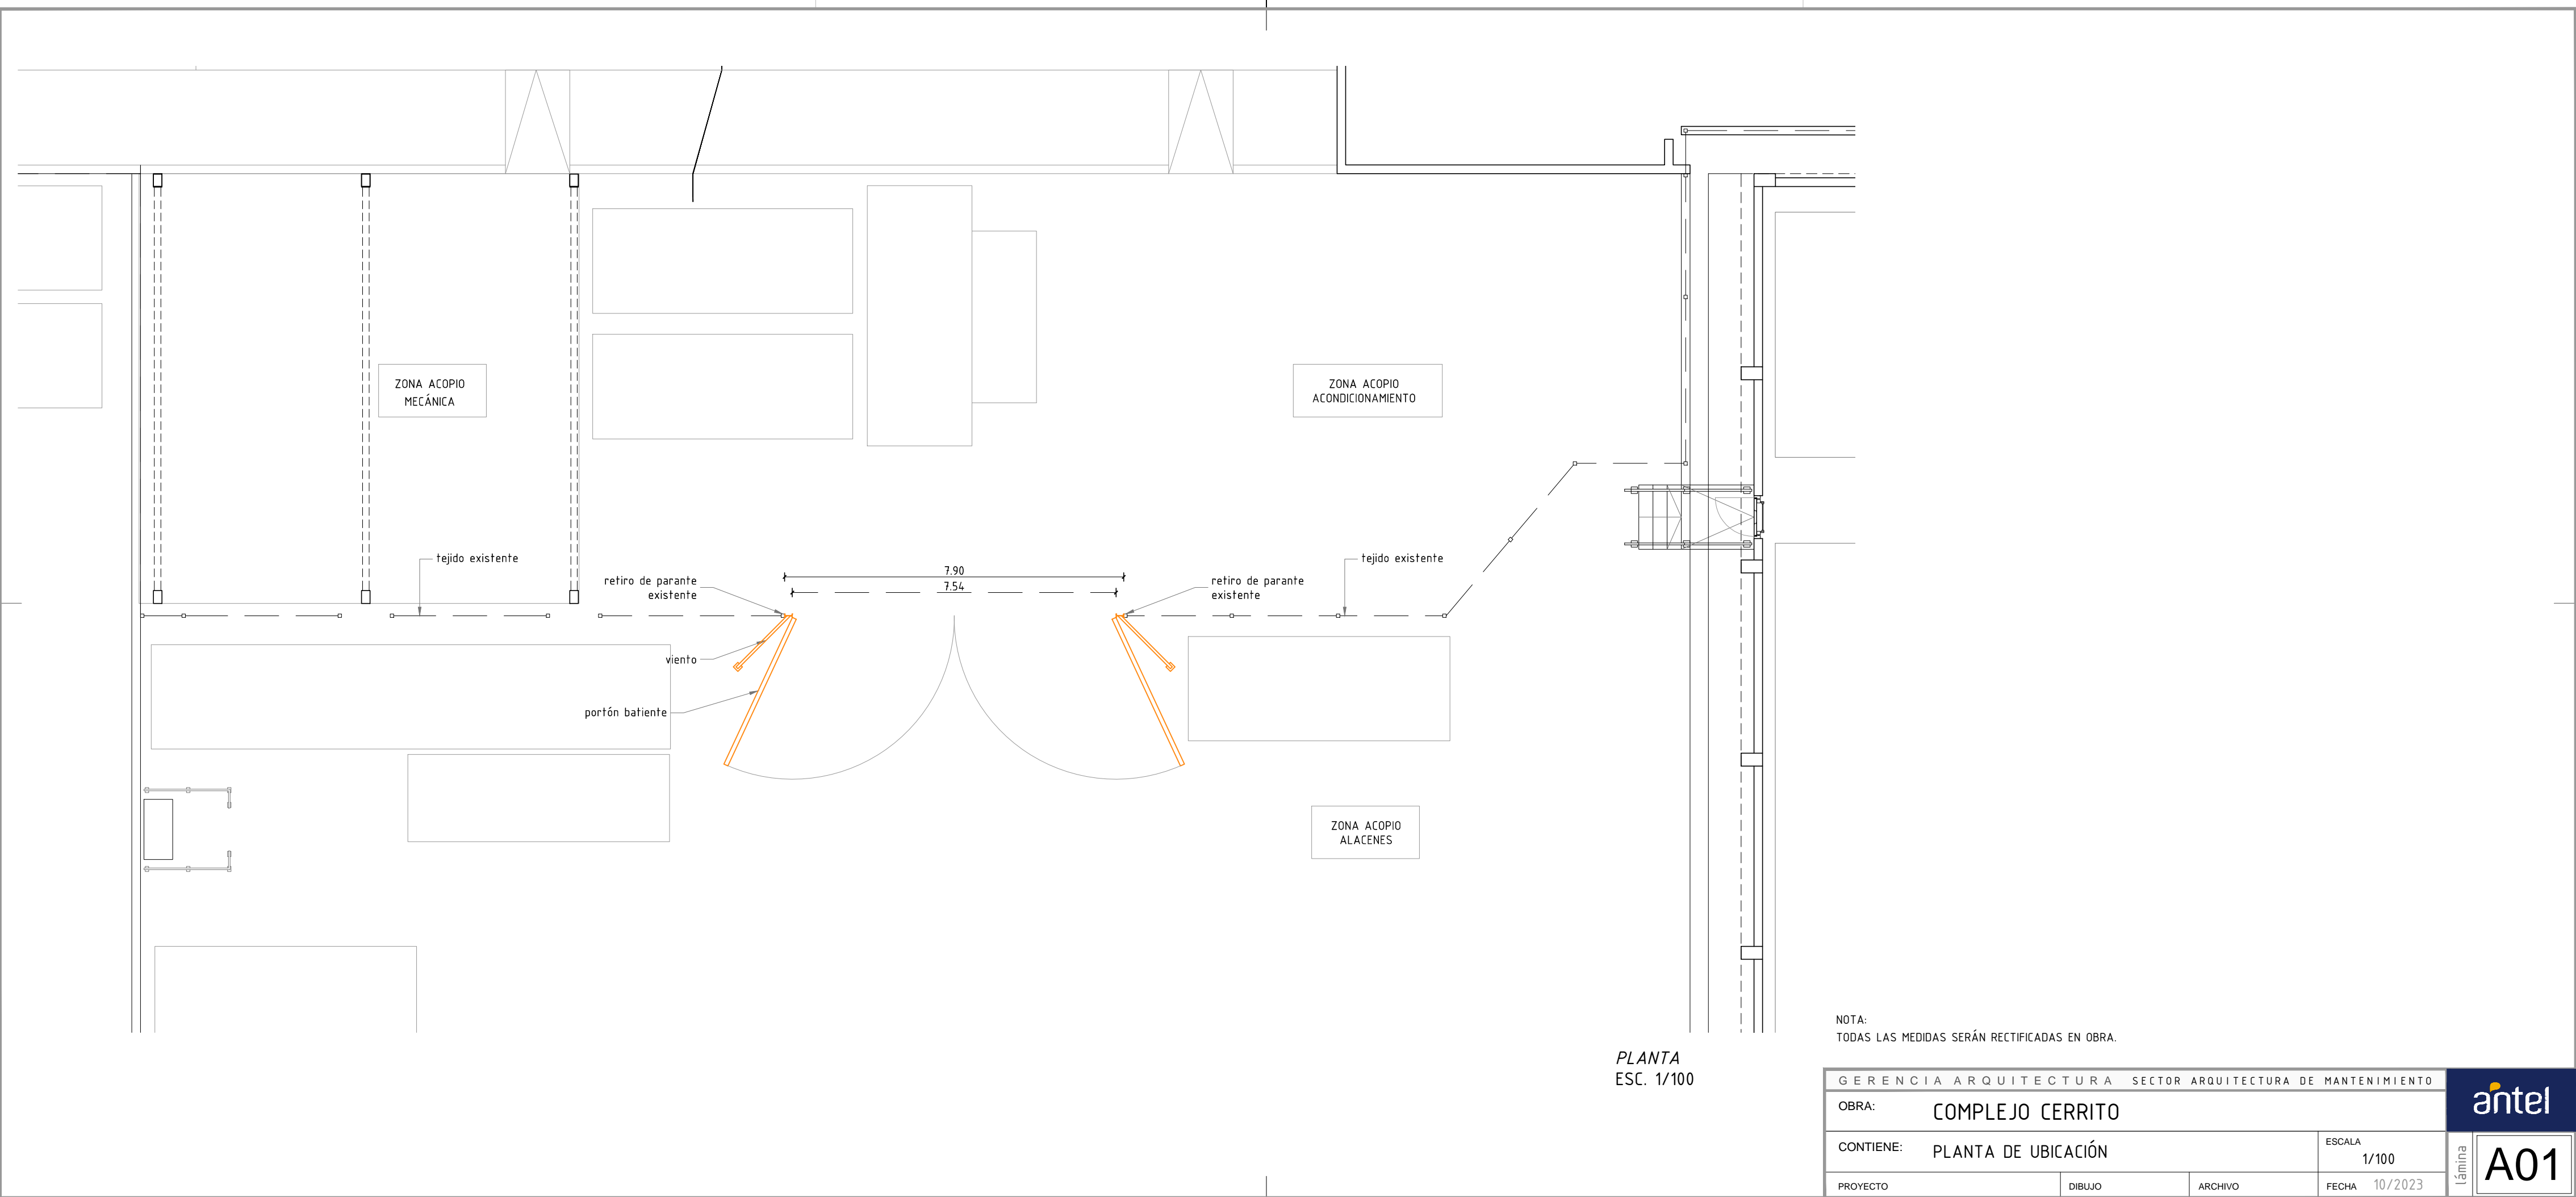 ZONA ACOPIO
MECÁNICA
ZONA ACOPIO
ACONDICIONAMIENTO
tejido existente
tejido existente
7.90
7.54
retiro de parante
existente
retiro de parante
existente
viento
portón batiente
ZONA ACOPIO
ALACENES
NOTA:
TODAS LAS MEDIDAS SERÁN RECTIFICADAS EN OBRA.
PLANTA
ESC. 1/100
GERENCIA ARQUITECTURA SECTOR ARQUITECTURA DE MANTENIMIENTO
antel
OBRA: COMPLEJO CERRITO
CONTIENE: PLANTA DE UBICACIÓN
ESCALA
1/100
lámina
A01
PROYECTO DIBUJO ARCHIVO FECHA 10/2023